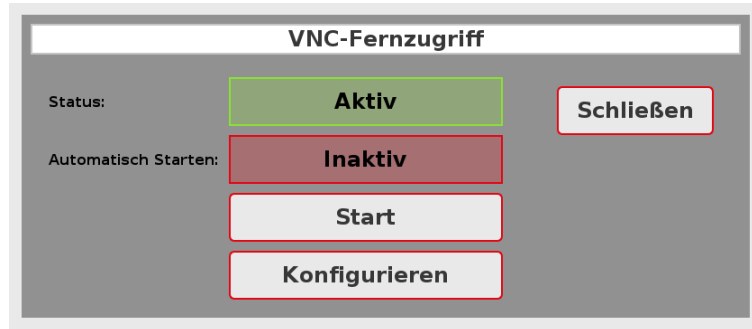 VNC-Fernzugriff
Status:
Aktiv
Schließen
Automatisch Starten:
Inaktiv
Start
Konfigurieren